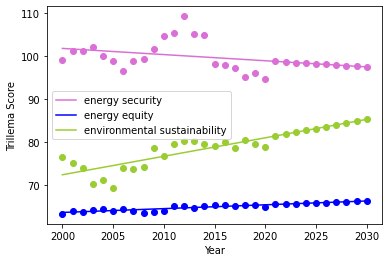 110
100
90
80
70
Trillema Score
energy security
energy equity
environmental sustainability
2000 2005 2010 2015 2020 2025 2030
Year